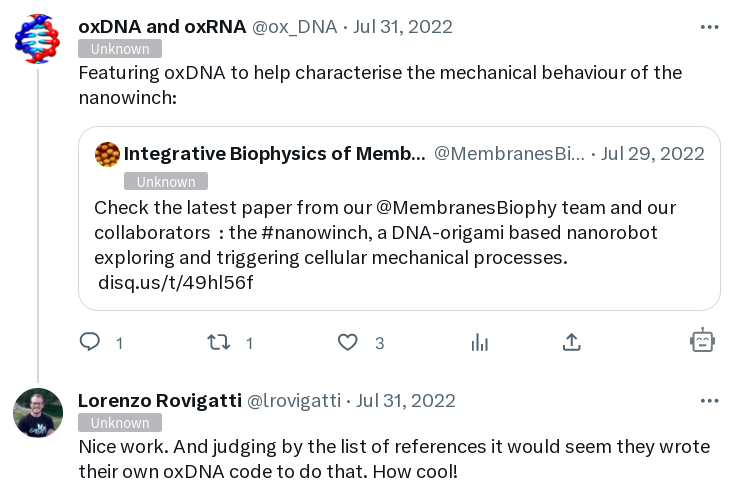 oxDNA and oxRNA @ox_DNA · Jul 31, 2022
Unknown
Featuring oxDNA to help characterise the mechanical behaviour of the
nanowinch:
Integrative Biophysics of Memb... @MembranesBi... · Jul 29, 2022
Unknown
Check the latest paper from our @MembranesBiophy team and our
collaborators : the #nanowinch, a DNA-origami based nanorobot
exploring and triggering cellular mechanical processes.
disq.us/t/49hl56f
1 1 3
Lorenzo Rovigatti @lrovigatti · Jul 31, 2022
Unknown
Nice work. And judging by the list of references it would seem they wrote
their own oxDNA code to do that. How cool!